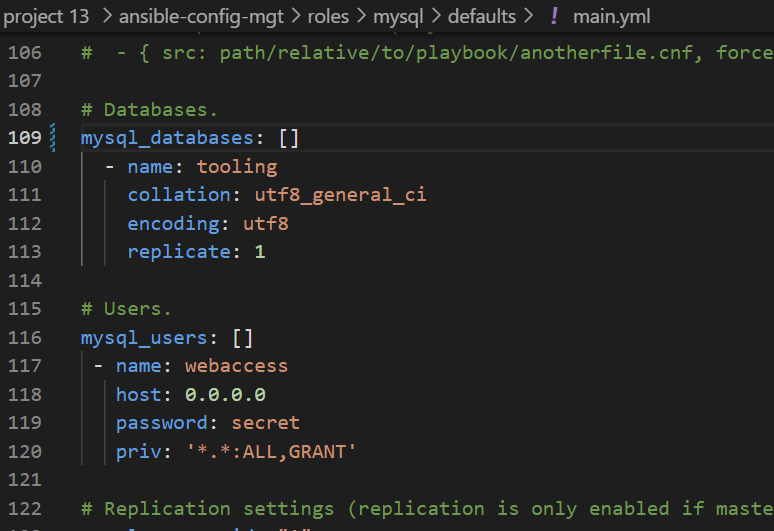 project 13 > ansible-config-mgt > roles > mysql > defaults > ! main.yml
106 #  - { src: path/relative/to/playbook/anotherfile.cnf, force
107
108 # Databases.
109 mysql_databases: []
110   - name: tooling
111     collation: utf8_general_ci
112     encoding: utf8
113     replicate: 1
114
115 # Users.
116 mysql_users: []
117  - name: webaccess
118    host: 0.0.0.0
119    password: secret
120    priv: '*.*:ALL,GRANT'
121
122 # Replication settings (replication is only enabled if maste